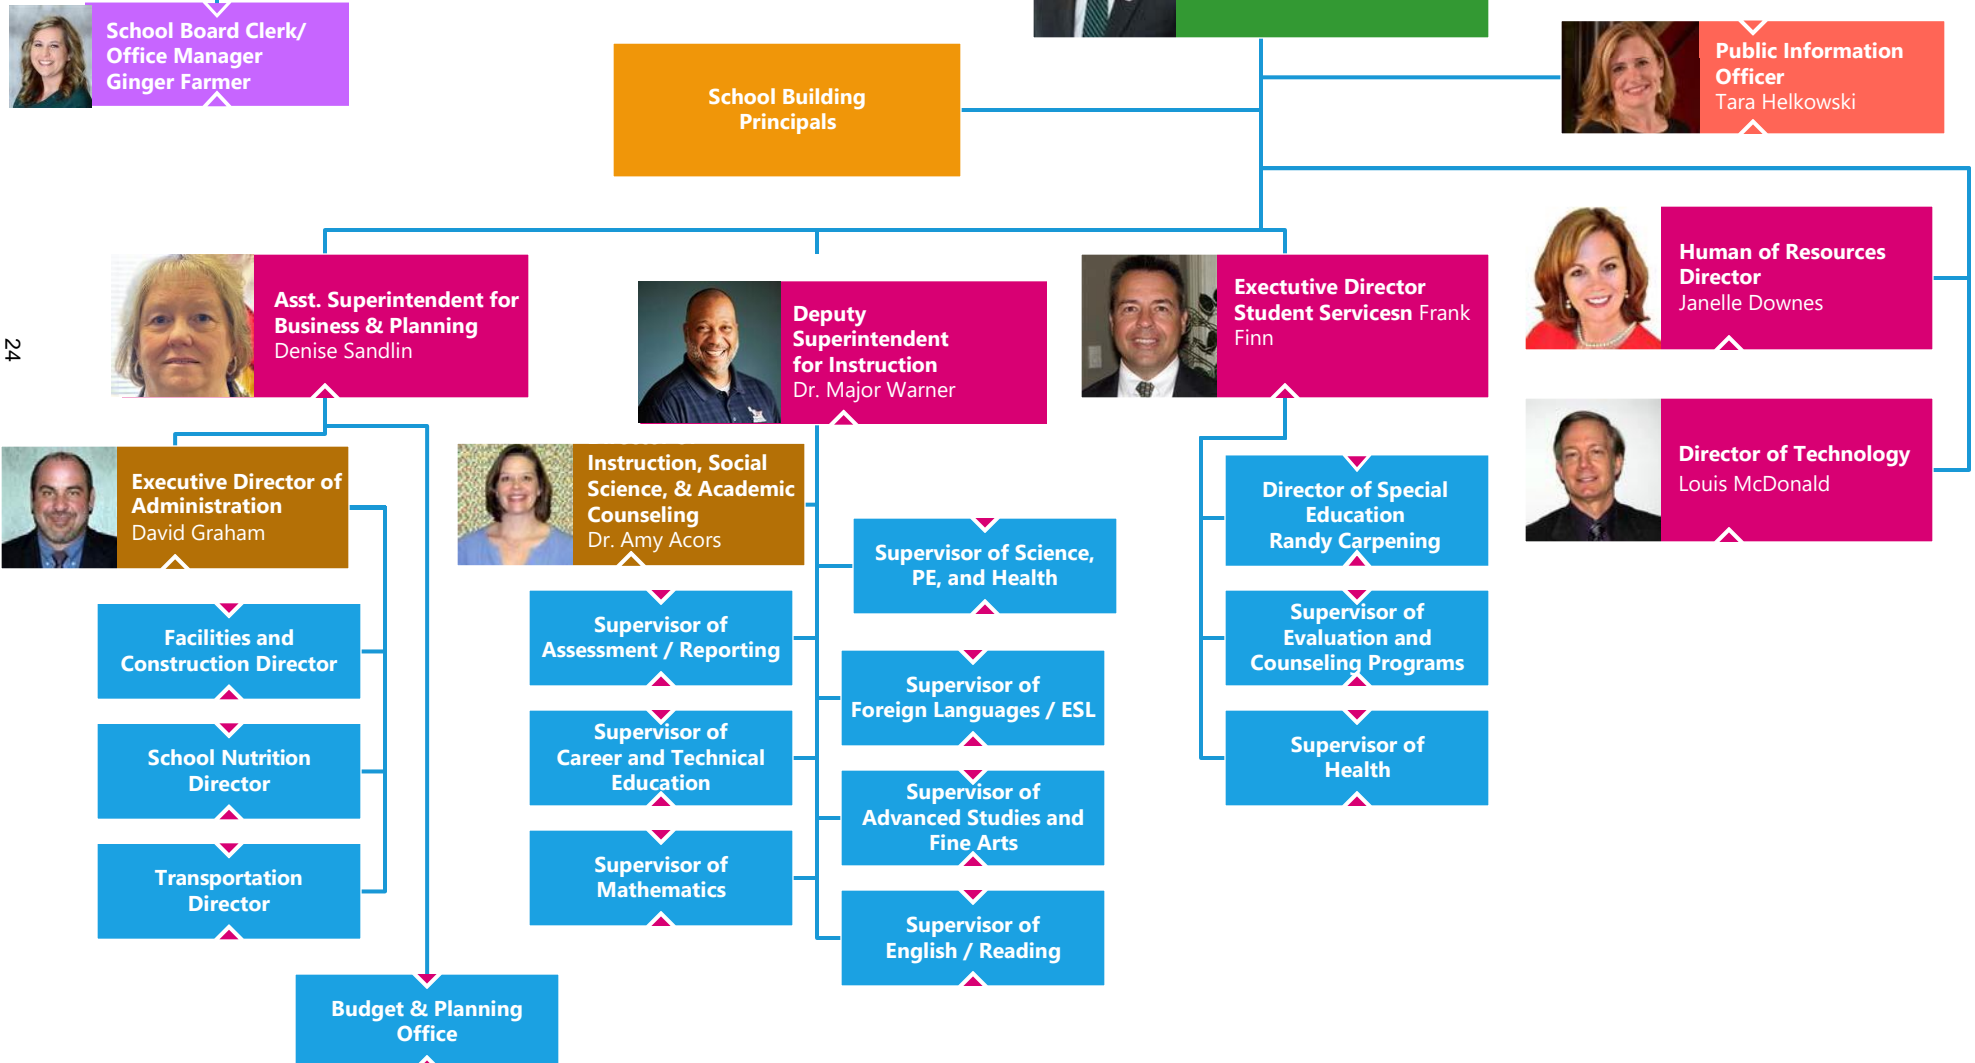 School Board Clerk/
Office Manager
Ginger Farmer
School Building
Principals
Public Information
Officer
Tara Helkowski
24
Asst. Superintendent for
Business & Planning
Denise Sandlin
Deputy
Superintendent
for Instruction
Dr. Major Warner
Exectutive Director
Student Servicesn Frank
Finn
Human of Resources
Director
Janelle Downes
Director of Technology
Louis McDonald
Executive Director of
Administration
David Graham
Instruction, Social
Science, & Academic
Counseling
Dr. Amy Acors
Facilities and
Construction Director
School Nutrition
Director
Transportation
Director
Budget & Planning
Office
Supervisor of
Assessment / Reporting
Supervisor of
Career and Technical
Education
Supervisor of
Mathematics
Supervisor of Science,
PE, and Health
Supervisor of
Foreign Languages / ESL
Supervisor of
Advanced Studies and
Fine Arts
Supervisor of
English / Reading
Director of Special
Education
Randy Carpening
Supervisor of
Evaluation and
Counseling Programs
Supervisor of
Health